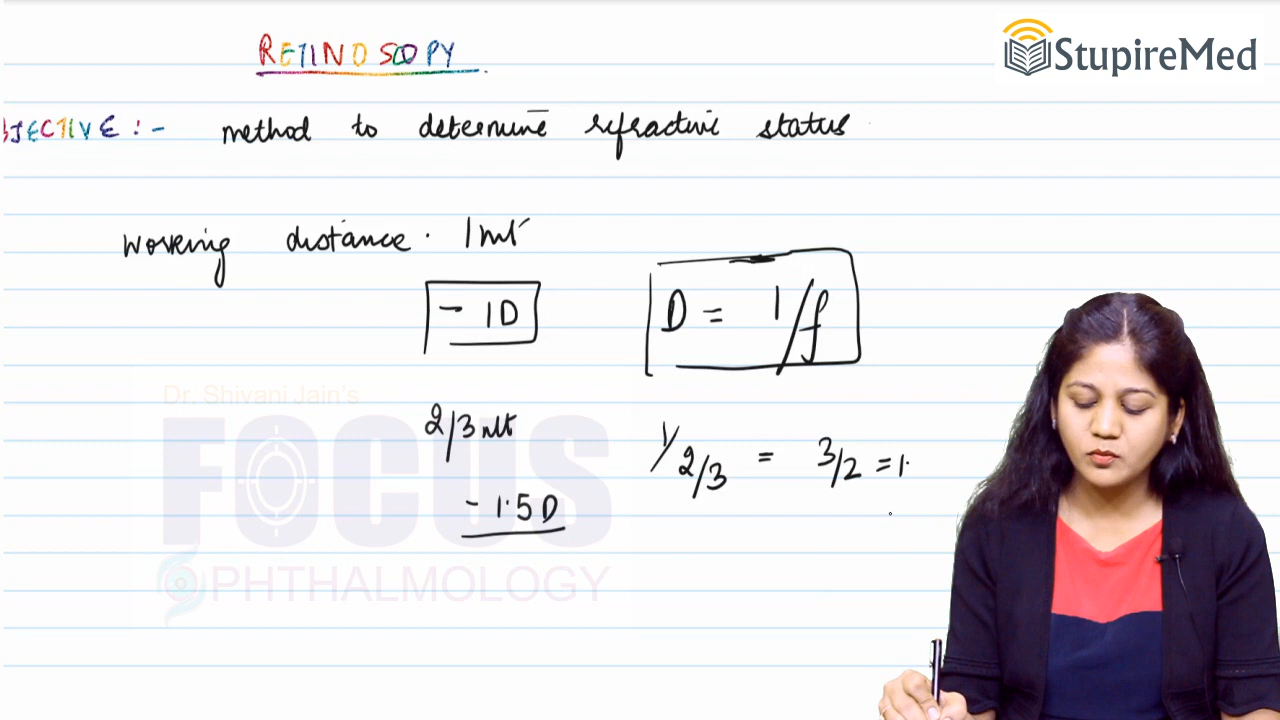 RETINOSCOPY
StupireMed
BJECTIVE :- method to determine refractive status
working distance. 1mt
- 1D
D = 1/f
Dr. Shivani Jain's
FOCUS
OPHTHALMOLOGY
2/3 mt
1/2/3 = 3/2 = 1.
- 1.5 D